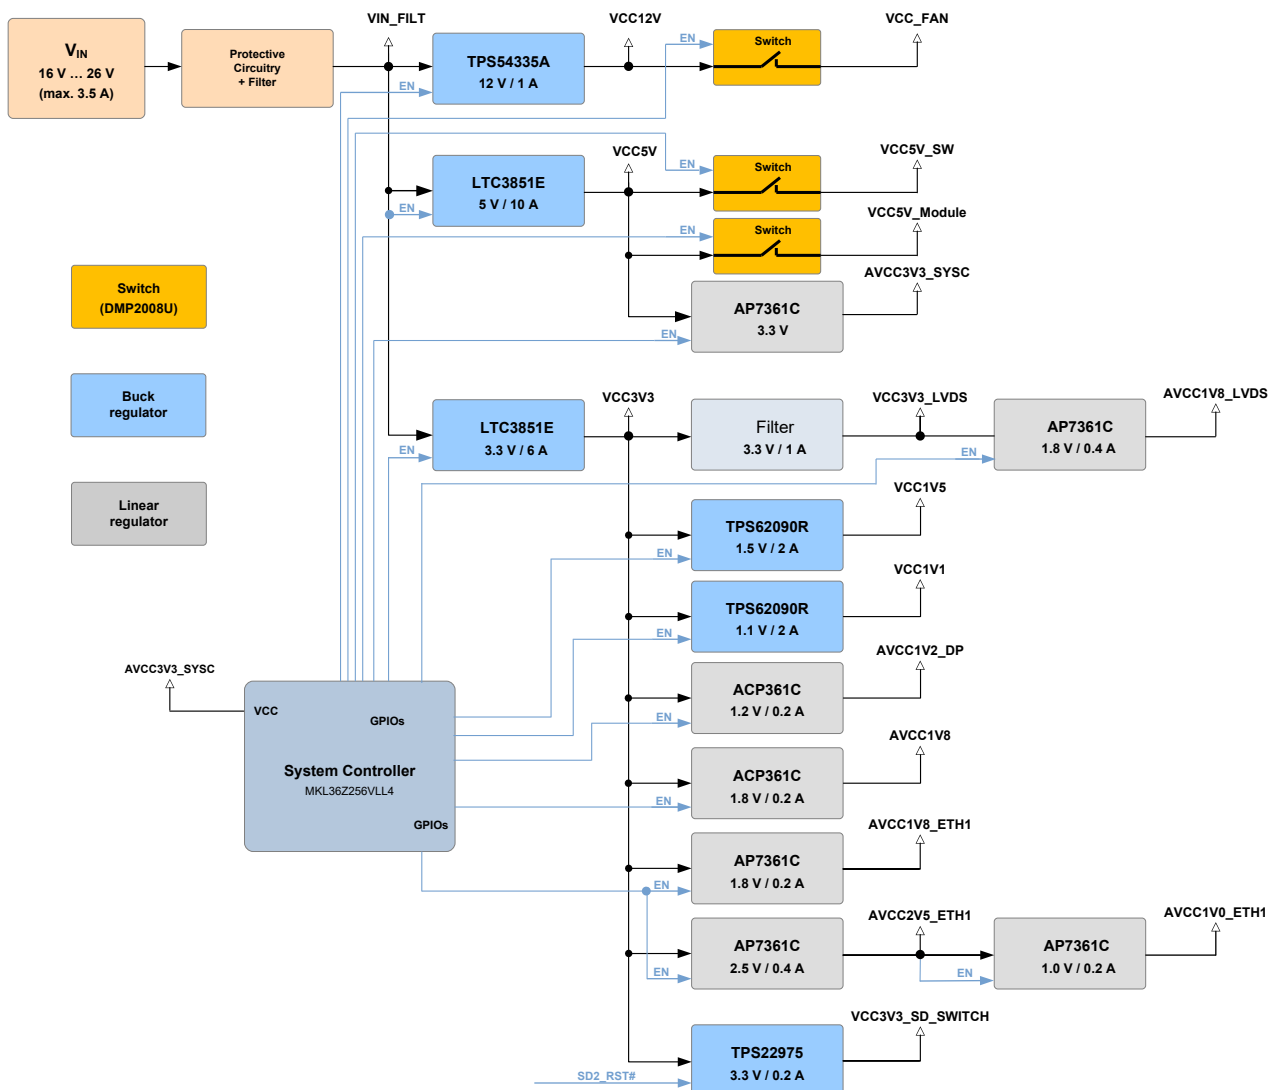 VIN
16 V ... 26 V
(max. 3.5 A)
Protective
Circuitry
+ Filter
VIN_FILT
EN
TPS54335A
12 V / 1 A
VCC12V
EN
Switch
VCC_FAN
LTC3851E
5 V / 10 A
EN
VCC5V
EN
Switch
VCC5V_SW
EN
Switch
VCC5V_Module
AP7361C
3.3 V
EN
AVCC3V3_SYSC
Switch
(DMP2008U)
Buck
regulator
Linear
regulator
LTC3851E
3.3 V / 6 A
EN
VCC3V3
Filter
3.3 V / 1 A
VCC3V3_LVDS
EN
AP7361C
1.8 V / 0.4 A
AVCC1V8_LVDS
EN
TPS62090R
1.5 V / 2 A
VCC1V5
EN
TPS62090R
1.1 V / 2 A
VCC1V1
AVCC3V3_SYSC
VCC
GPIOs
System Controller
MKL36Z256VLL4
GPIOs
EN
ACP361C
1.2 V / 0.2 A
AVCC1V2_DP
EN
ACP361C
1.8 V / 0.2 A
AVCC1V8
EN
AP7361C
1.8 V / 0.2 A
AVCC1V8_ETH1
EN
AP7361C
2.5 V / 0.4 A
AVCC2V5_ETH1
EN
AP7361C
1.0 V / 0.2 A
AVCC1V0_ETH1
SD2_RST#
TPS22975
3.3 V / 0.2 A
VCC3V3_SD_SWITCH